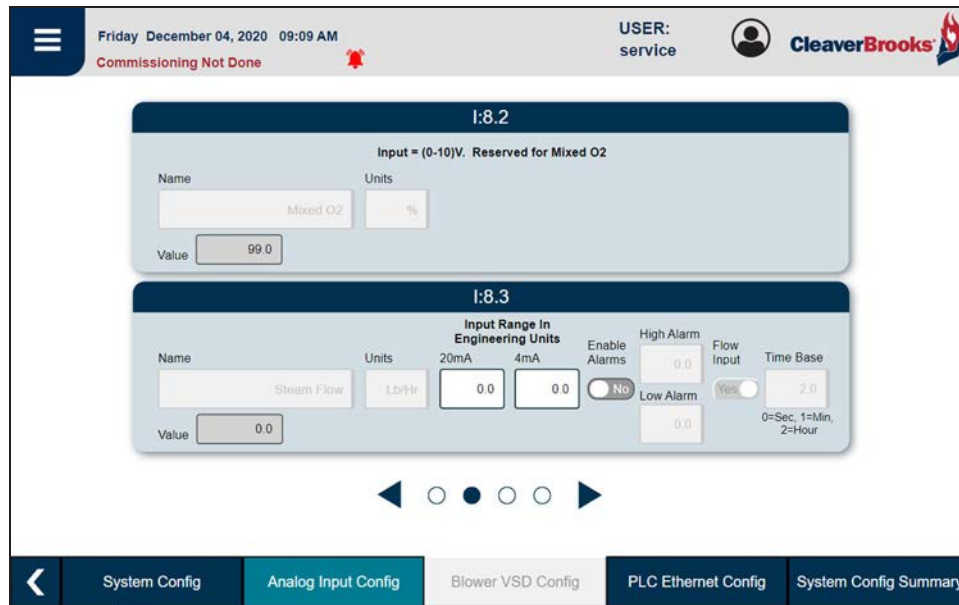 Friday December 04, 2020 09:09 AM
Commissioning Not Done
USER:
service
CleaverBrooks
I:8.2
Input = (0-10)V. Reserved for Mixed O2
Name Units
Mixed O2 %
Value 99.0
I:8.3
Input Range In
Engineering Units
Name Units 20mA 4mA Enable Alarms High Alarm Flow Input Time Base
Steam Flow Lb/Hr 0.0 0.0 No 0.0 Yes 2.0
Low Alarm
0.0
0=Sec, 1=Min,
2=Hour
Value 0.0
System Config Analog Input Config Blower VSD Config PLC Ethernet Config System Config Summary